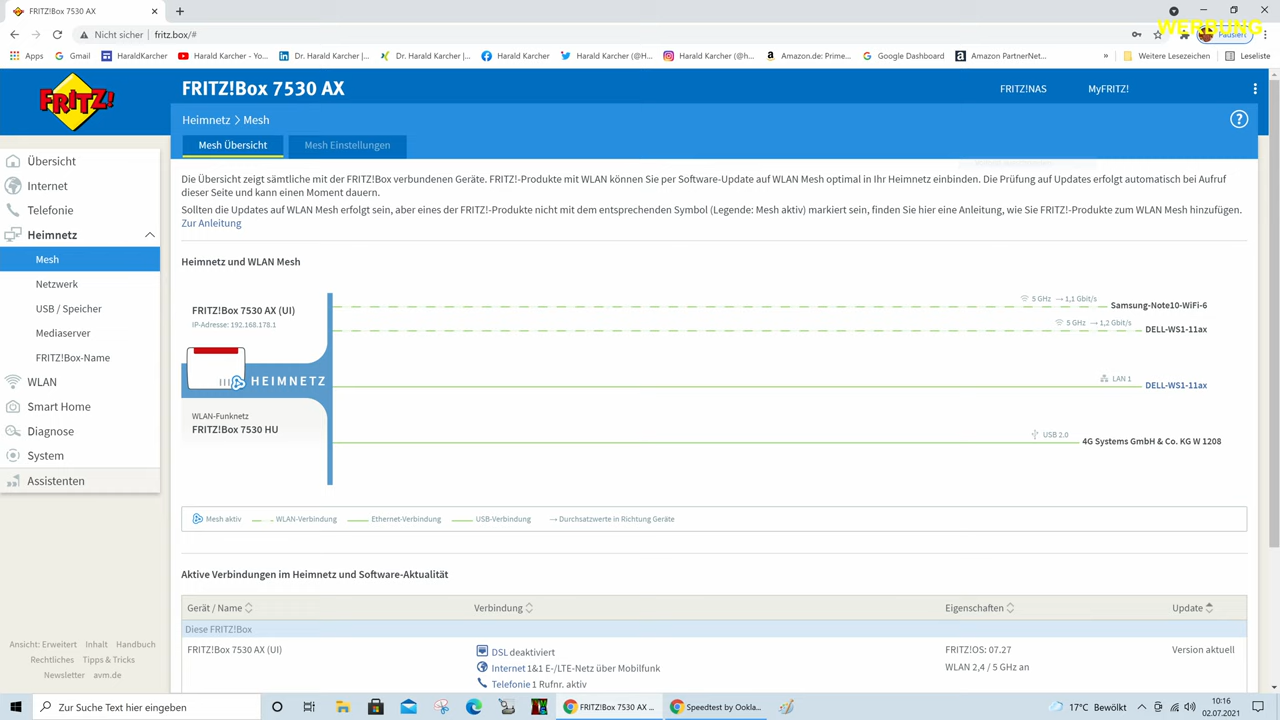 FRITZ!Box 7530 AX
WERBUNG
Nicht sicher
fritz.box/#
Pausiert
Apps
Gmail
HaraldKarcher
Harald Karcher - Yo...
Dr. Harald Karcher |...
Dr. Harald Karcher |...
Harald Karcher
Harald Karcher (@h...
Harald Karcher (@h...
Amazon.de: Prime...
Google Dashboard
Amazon PartnerNet...
»
Weitere Lesezeichen
Leseliste
FRITZ!
FRITZ!Box 7530 AX
FRITZ!NAS
MyFRITZ!
Heimnetz > Mesh
?
Mesh Übersicht
Mesh Einstellungen
Übersicht
Internet
Telefonie
Heimnetz
Mesh
Netzwerk
USB / Speicher
Mediaserver
FRITZ!Box-Name
WLAN
Smart Home
Diagnose
System
Assistenten
Ansicht: Erweitert Inhalt Handbuch
Rechtliches Tipps & Tricks
Newsletter avm.de
Die Übersicht zeigt sämtliche mit der FRITZ!Box verbundenen Geräte. FRITZ!-Produkte mit WLAN können Sie per Software-Update auf WLAN Mesh optimal in Ihr Heimnetz einbinden. Die Prüfung auf Updates erfolgt automatisch bei Aufruf
dieser Seite und kann einen Moment dauern.
Sollten die Updates auf WLAN Mesh erfolgt sein, aber eines der FRITZ!-Produkte nicht mit dem entsprechenden Symbol (Legende: Mesh aktiv) markiert sein, finden Sie hier eine Anleitung, wie Sie FRITZ!-Produkte zum WLAN Mesh hinzufügen.
Zur Anleitung
Heimnetz und WLAN Mesh
FRITZ!Box 7530 AX (UI)
IP-Adresse: 192.168.178.1
HEIMNETZ
WLAN-Funknetz
FRITZ!Box 7530 HU
5 GHz → 1,1 Gbit/s
Samsung-Note10-WiFi-6
5 GHz → 1,2 Gbit/s
DELL-WS1-11ax
LAN 1
DELL-WS1-11ax
USB 2.0
4G Systems GmbH & Co. KG W 1208
Mesh aktiv
WLAN-Verbindung
Ethernet-Verbindung
USB-Verbindung
→ Durchsatzwerte in Richtung Geräte
Aktive Verbindungen im Heimnetz und Software-Aktualität
Gerät / Name
Verbindung
Eigenschaften
Update
Diese FRITZ!Box
FRITZ!Box 7530 AX (UI)
DSL deaktiviert
FRITZ!OS: 07.27
Version aktuell
Internet 1&1 E-/LTE-Netz über Mobilfunk
WLAN 2,4 / 5 GHz an
Telefonie 1 Rufnr. aktiv
Zur Suche Text hier eingeben
FRITZ!Box 7530 AX ...
Speedtest by Ookla...
17°C Bewölkt
10:16
02.07.2021